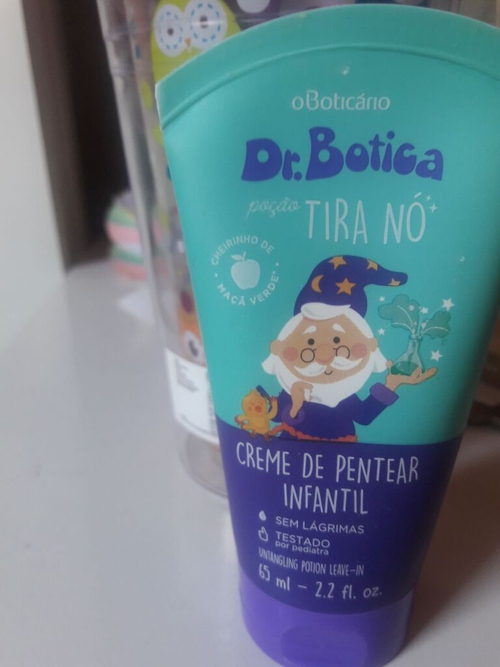 oBoticário
Dr. Botica
poção TIRA NÓ
CHEIRINHO DE
MAÇÃ VERDE
CREME DE PENTEAR
INFANTIL
SEM LÁGRIMAS
TESTADO
por pediatra
UNTANGLING POTION LEAVE-IN
65 ml – 2.2 fl. oz.